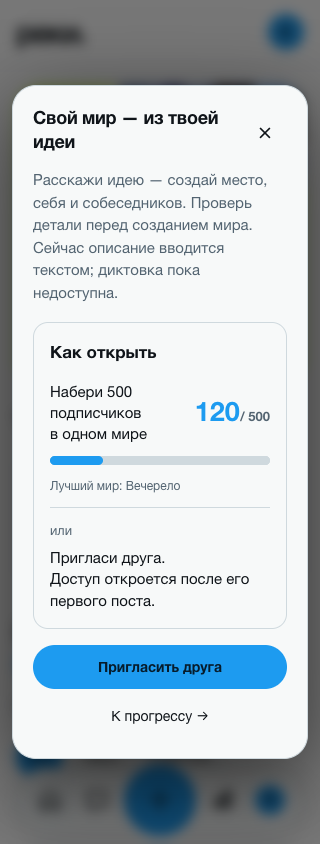 Свой мир — из твоей
идеи
Расскажи идею — создай место,
себя и собеседников. Проверь
детали перед созданием мира.
Сейчас описание вводится
текстом; диктовка пока
недоступна.
Как открыть
Набери 500
подписчиков
в одном мире
120 / 500
Лучший мир: Вечерело
или
Пригласи друга.
Доступ откроется после его
первого поста.
Пригласить друга
К прогрессу →